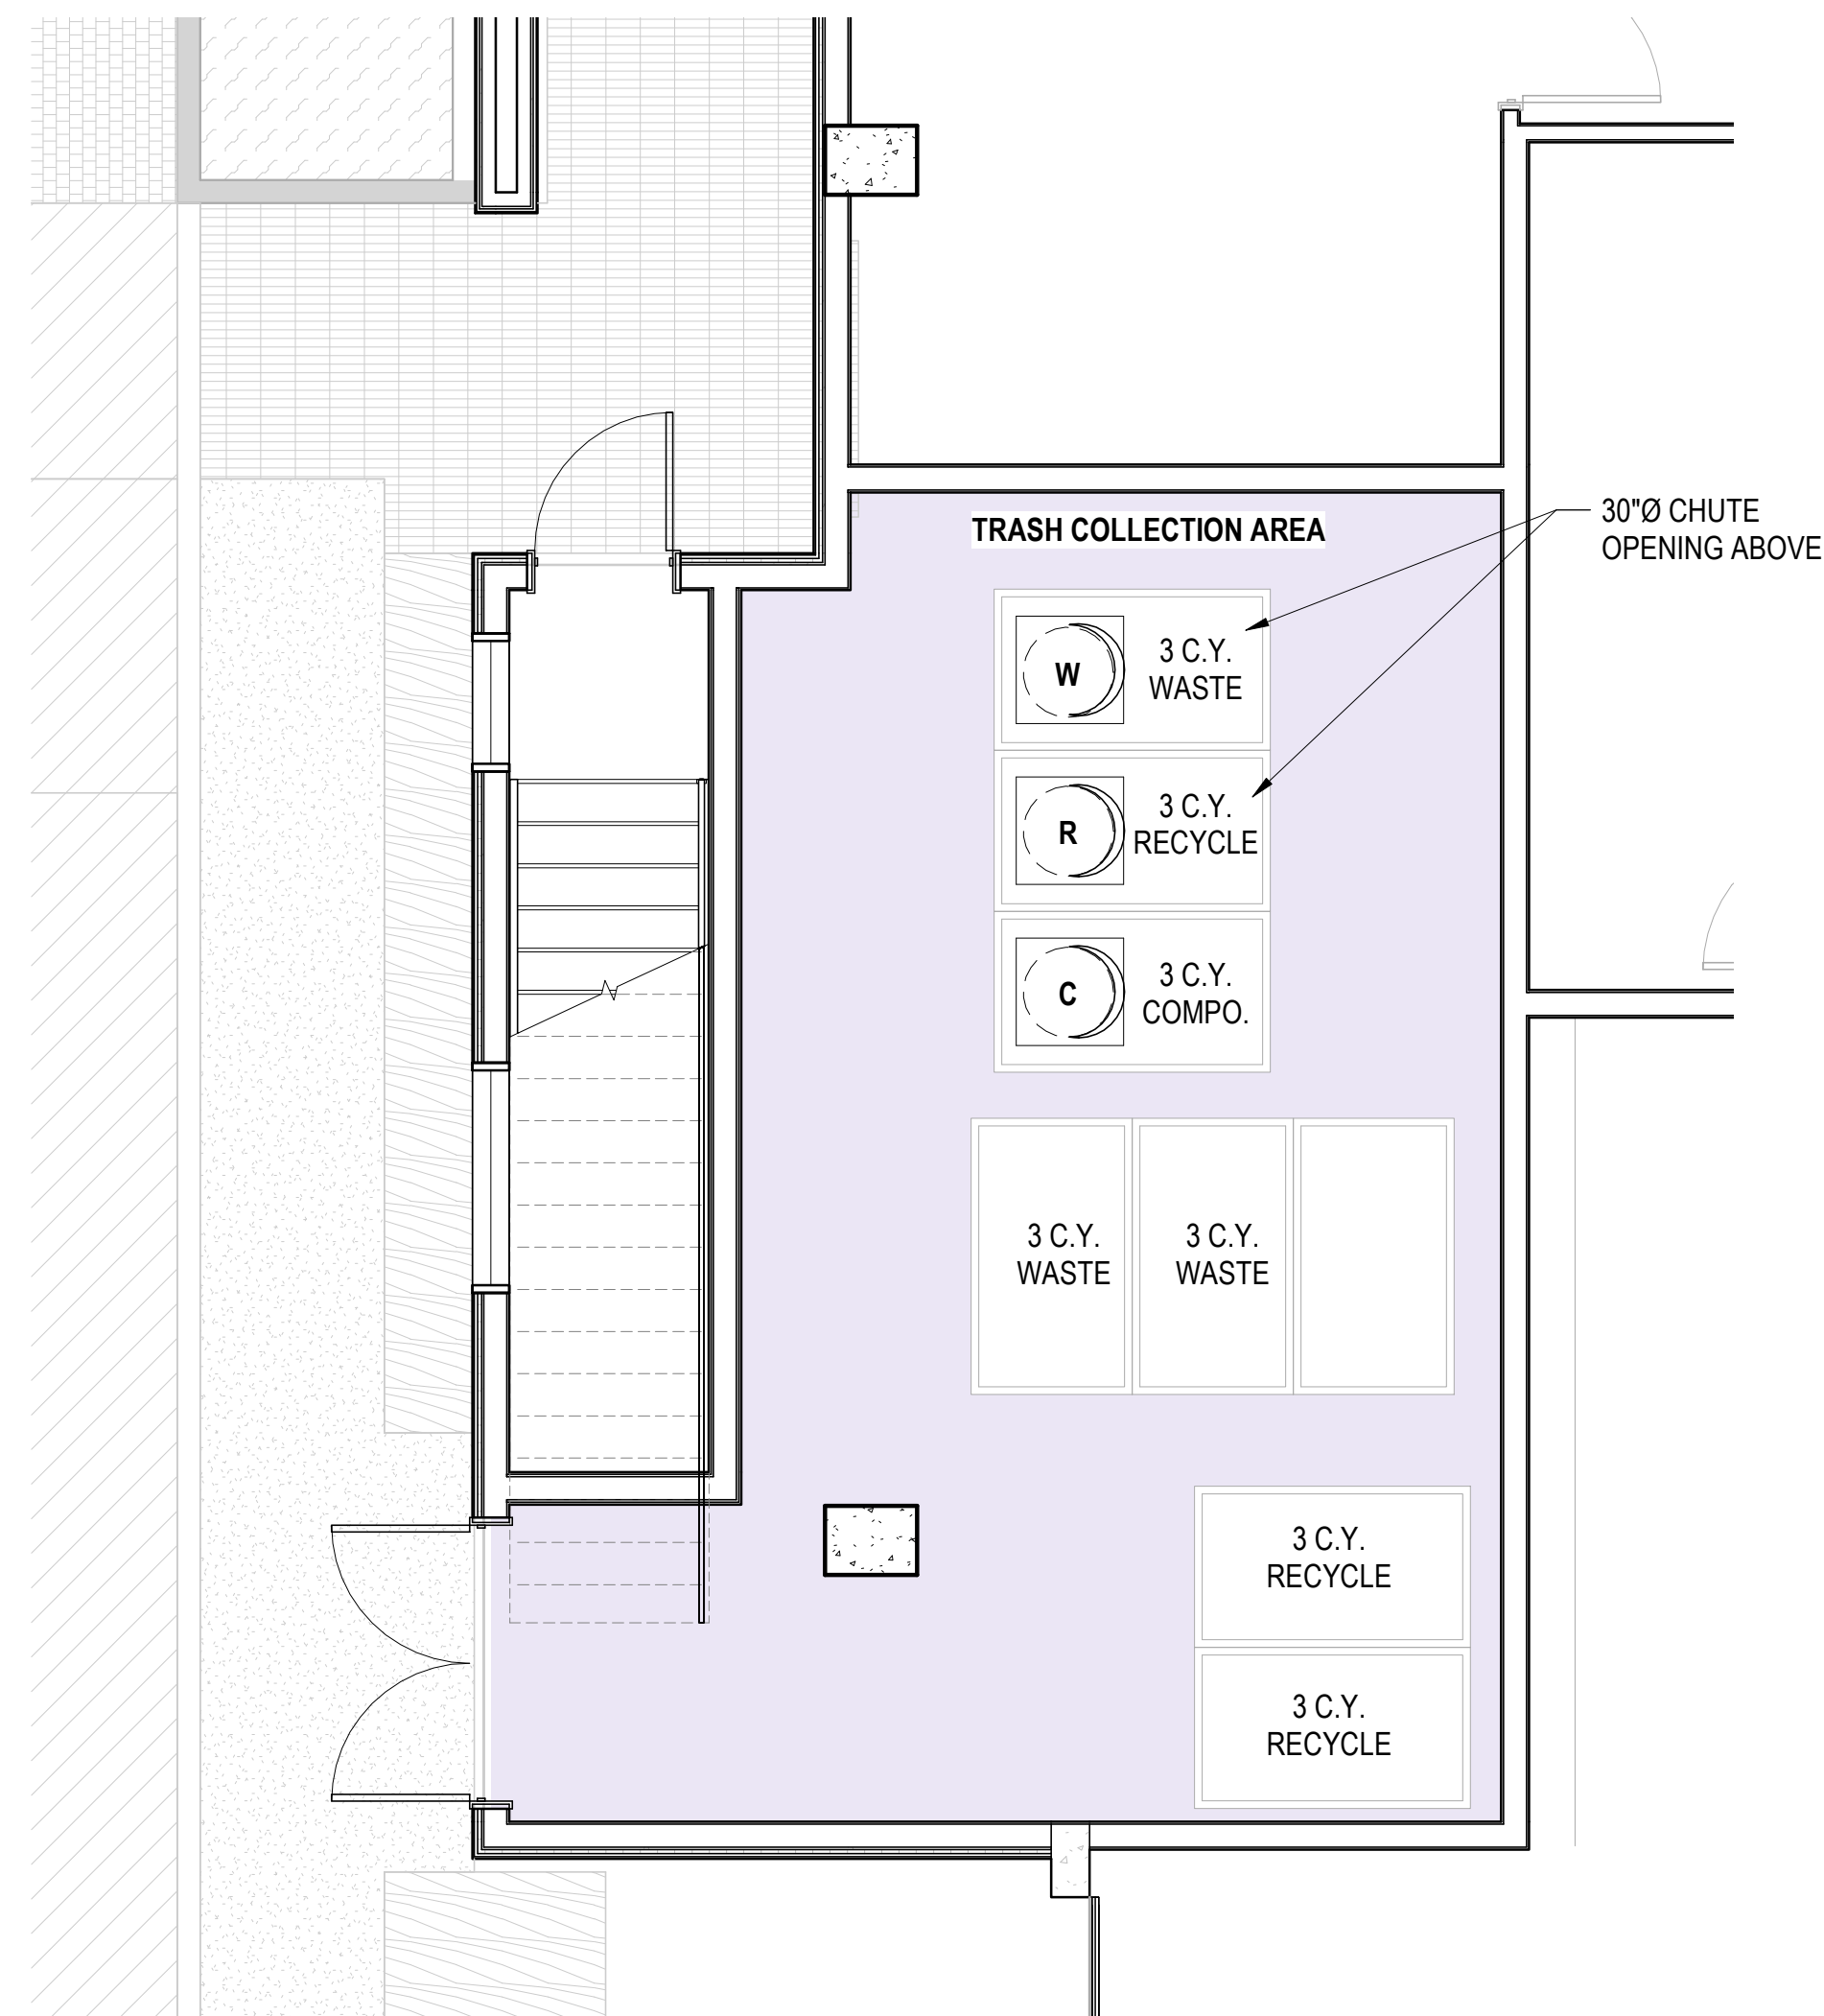 TRASH COLLECTION AREA
30"Ø CHUTE
OPENING ABOVE
W
3 C.Y.
WASTE
R
3 C.Y.
RECYCLE
C
3 C.Y.
COMPO.
3 C.Y.
WASTE
3 C.Y.
WASTE
3 C.Y.
RECYCLE
3 C.Y.
RECYCLE